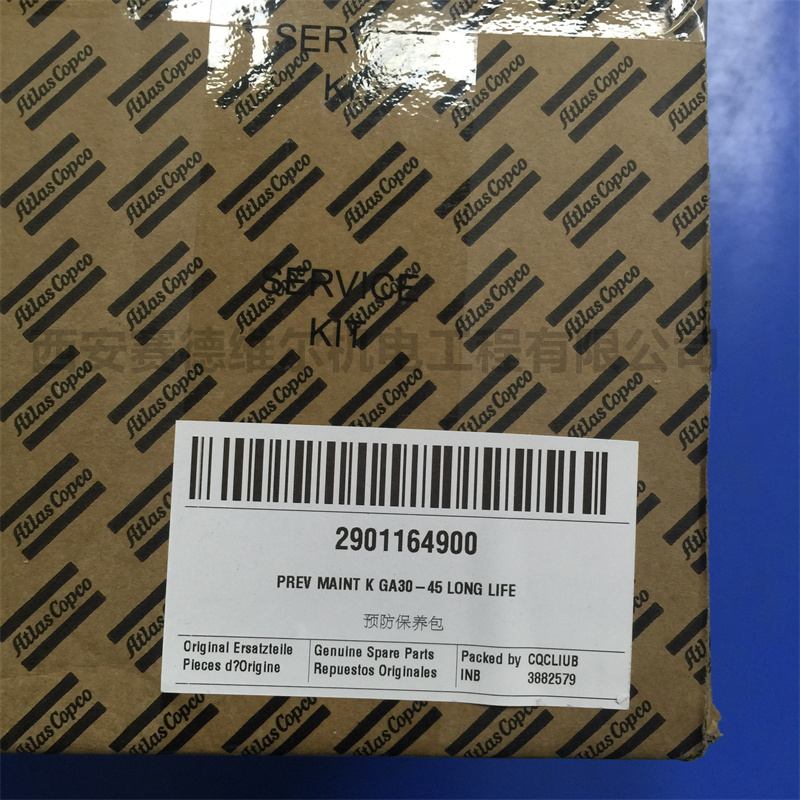 SERVICE
KIT
Atlas Copco
SERVICE
KIT
西安赛德维尔机电工程有限公司
2901164900
PREV MAINT K GA30-45 LONG LIFE
预防保养包
Original Ersatzteile
Pieces d?Origine
Genuine Spare Parts
Repuestos Originales
Packed by CQCLIUB
INB 3882579